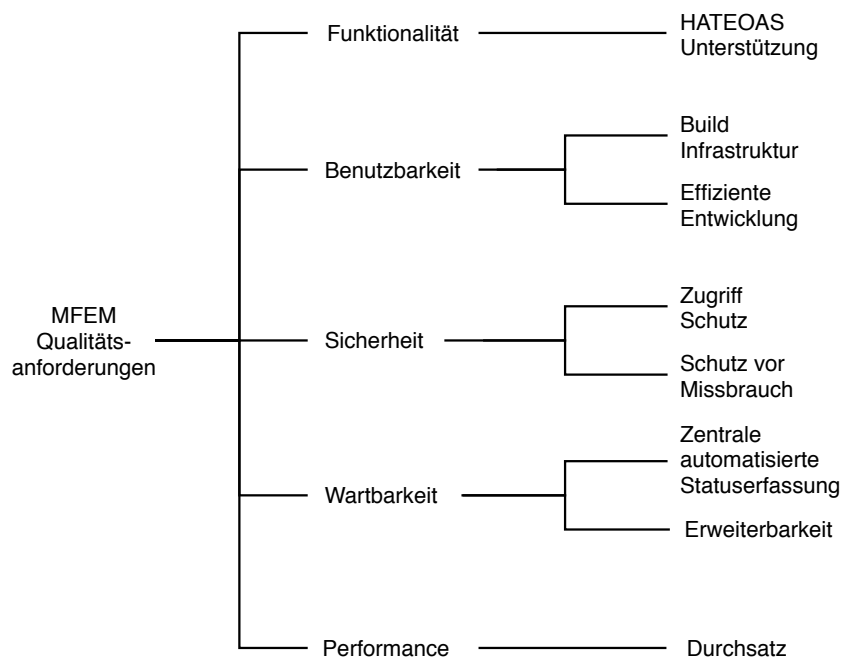 MFEM
Qualitäts-
anforderungen
Funktionalität
HATEOAS
Unterstützung
Benutzbarkeit
Build
Infrastruktur
Effiziente
Entwicklung
Sicherheit
Zugriff
Schutz
Schutz vor
Missbrauch
Wartbarkeit
Zentrale
automatisierte
Statuserfassung
Erweiterbarkeit
Performance
Durchsatz